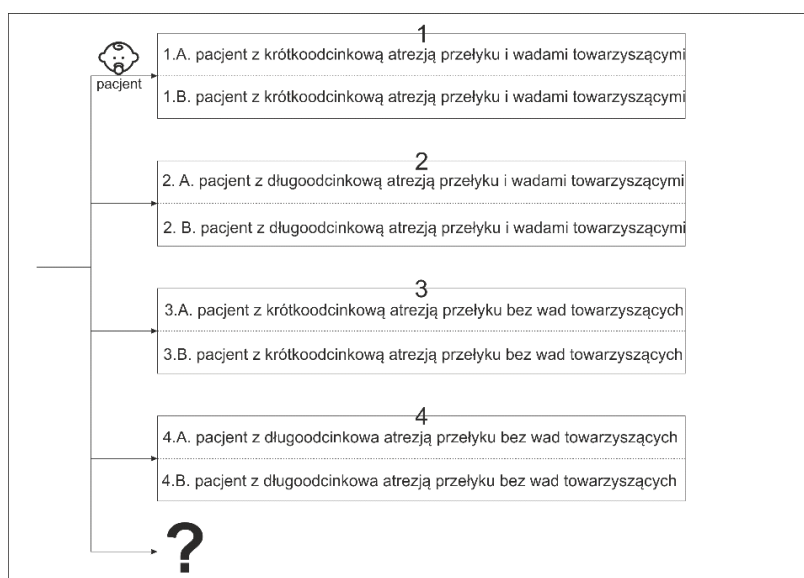 1
pacjent
1.A. pacjent z krótkoodcinkową atrezją przełyku i wadami towarzyszącymi
1.B. pacjent z krótkoodcinkową atrezją przełyku i wadami towarzyszącymi
2
2. A. pacjent z długoodcinkową atrezją przełyku i wadami towarzyszącymi
2. B. pacjent z długoodcinkową atrezją przełyku i wadami towarzyszącymi
3
3.A. pacjent z krótkoodcinkową atrezją przełyku bez wad towarzyszących
3.B. pacjent z krótkoodcinkową atrezją przełyku bez wad towarzyszących
4
4.A. pacjent z długoodcinkowa atrezją przełyku bez wad towarzyszących
4.B. pacjent z długoodcinkowa atrezją przełyku bez wad towarzyszących
?